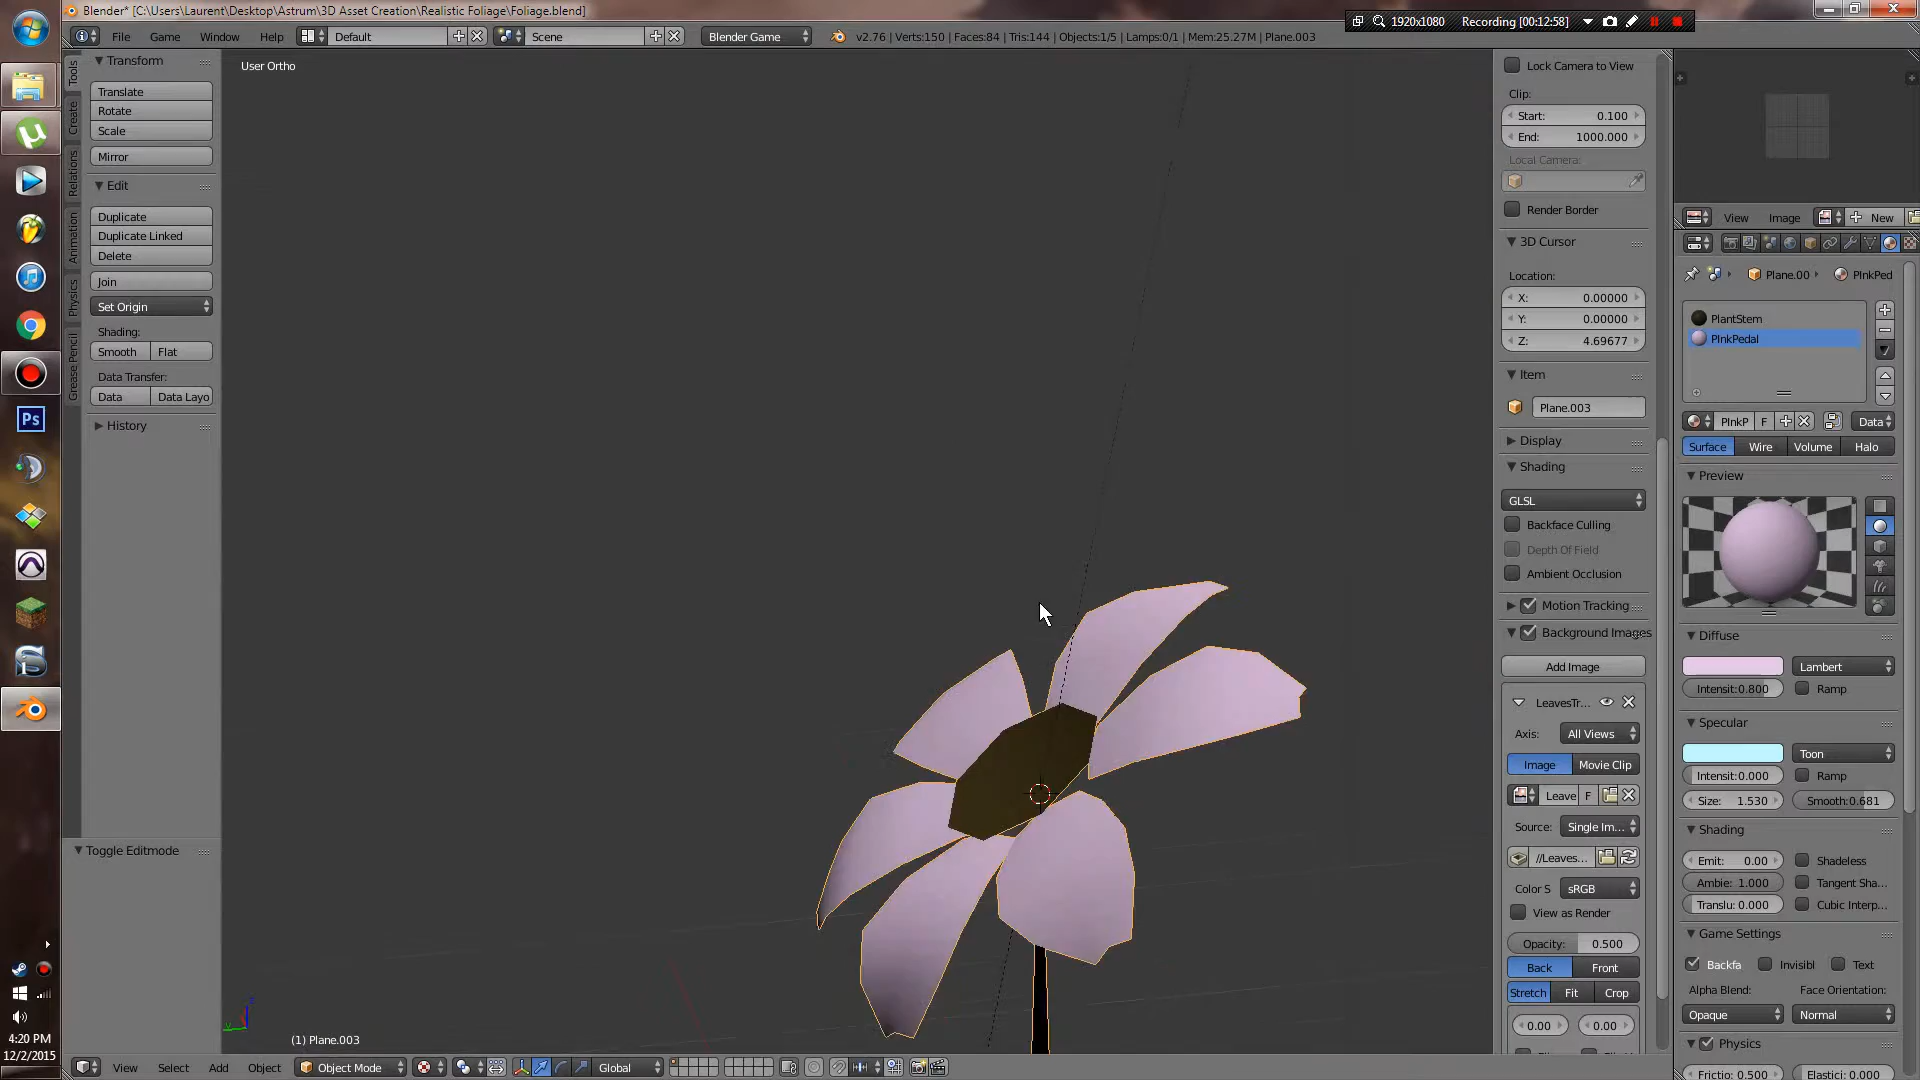 Blender* [C:\Users\Laurent\Desktop\Astrum\3D Asset Creation\Realistic Foliage\Foliage.blend]
1920x1080 Recording [00:12:58]
File Game Window Help Default Scene Blender Game v2.76 | Verts:150 | Faces:84 | Tris:144 | Objects:1/5 | Lamps:0/1 | Mem:25.27M | Plane.003
Tools
Create
Relations
Animation
Physics
Grease Pencil
Transform
Translate
Rotate
Scale
Mirror
Edit
Duplicate
Duplicate Linked
Delete
Join
Set Origin
Shading:
Smooth Flat
Data Transfer:
Data Data Layo
History
Toggle Editmode
User Ortho
(1) Plane.003
View Select Add Object Object Mode Global
Lock Camera to View
Clip:
Start: 0.100
End: 1000.000
Local Camera:
Render Border
3D Cursor
Location:
X: 0.00000
Y: 0.00000
Z: 4.69677
Item
Plane.003
Display
Shading
GLSL
Backface Culling
Depth Of Field
Ambient Occlusion
Motion Tracking
Background Images
Add Image
LeavesTr...
Axis: All Views
Image Movie Clip
Leave F
Source: Single Im...
//Leaves...
Color S sRGB
View as Render
Opacity: 0.500
Back Front
Stretch Fit Crop
0.00 0.00
View Image New
Plane.00 PInkPed
PlantStem
PInkPedal
PInkP F Data
Surface Wire Volume Halo
Preview
Diffuse
Lambert
Intensit:0.800 Ramp
Specular
Toon
Intensit:0.000 Ramp
Size: 1.530 Smooth:0.681
Shading
Emit: 0.00 Shadeless
Ambie: 1.000 Tangent Sha...
Translu: 0.000 Cubic Interp...
Game Settings
Backfa Invisibl Text
Alpha Blend: Face Orientation:
Opaque Normal
Physics
Frictio: 0.500 Elastici: 0.000
Ps
4:20 PM
12/2/2015